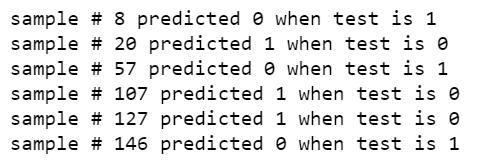 sample # 8 predicted 0 when test is 1
sample # 20 predicted 1 when test is 0
sample # 57 predicted 0 when test is 1
sample # 107 predicted 1 when test is 0
sample # 127 predicted 1 when test is 0
sample # 146 predicted 0 when test is 1